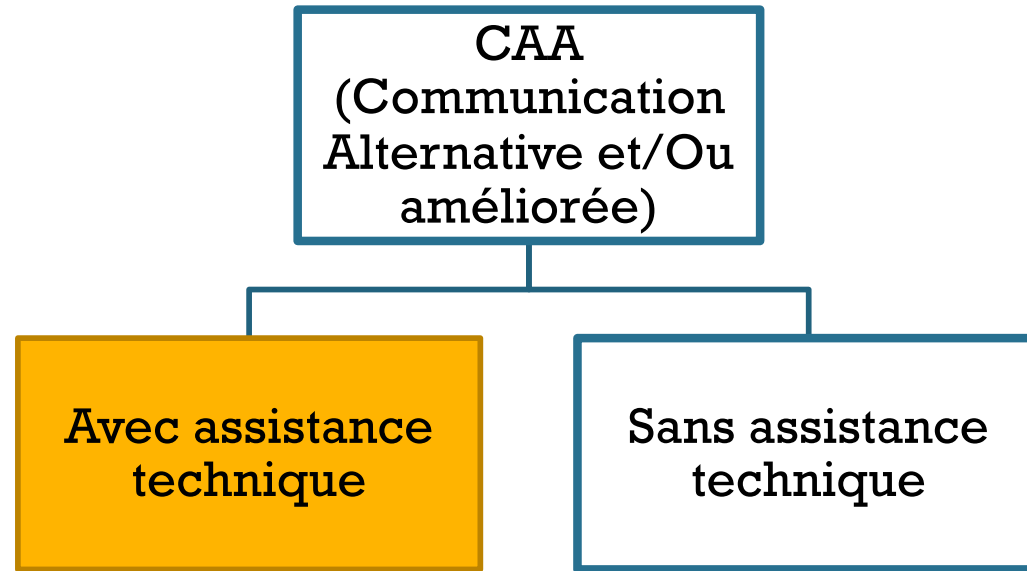 CAA
(Communication
Alternative et/Ou
améliorée)
Avec assistance
technique
Sans assistance
technique